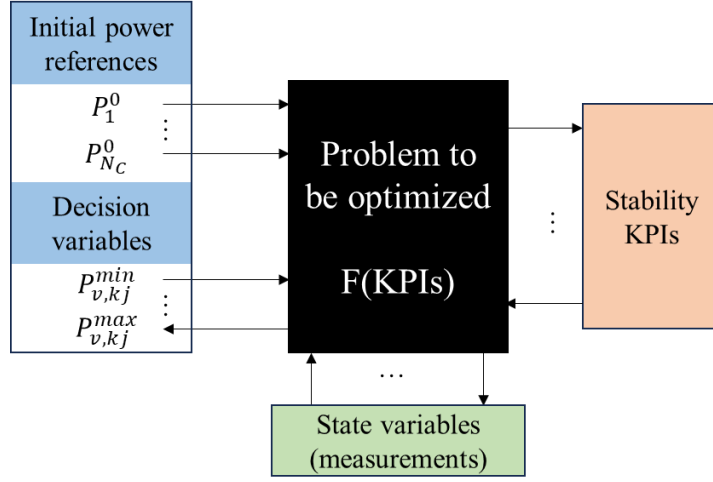 Initial power
references
P_1^0
⋮
P_{N_C}^0
Decision
variables
P_{v,kj}^{min}
⋮
P_{v,kj}^{max}
Problem to
be optimized
F(KPIs)
⋮
Stability
KPIs
...
State variables
(measurements)